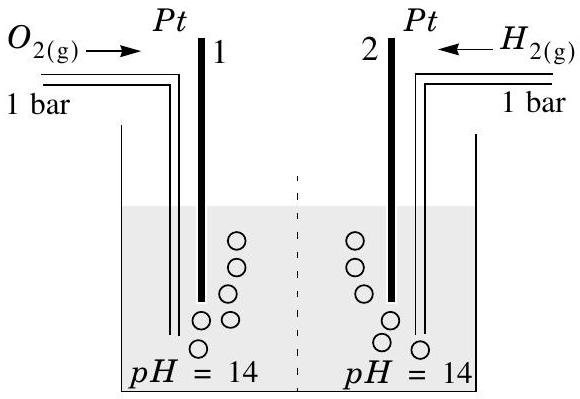 Pt
Pt
O2(g)
1
2
H2(g)
1 bar
1 bar
pH = 14
pH = 14